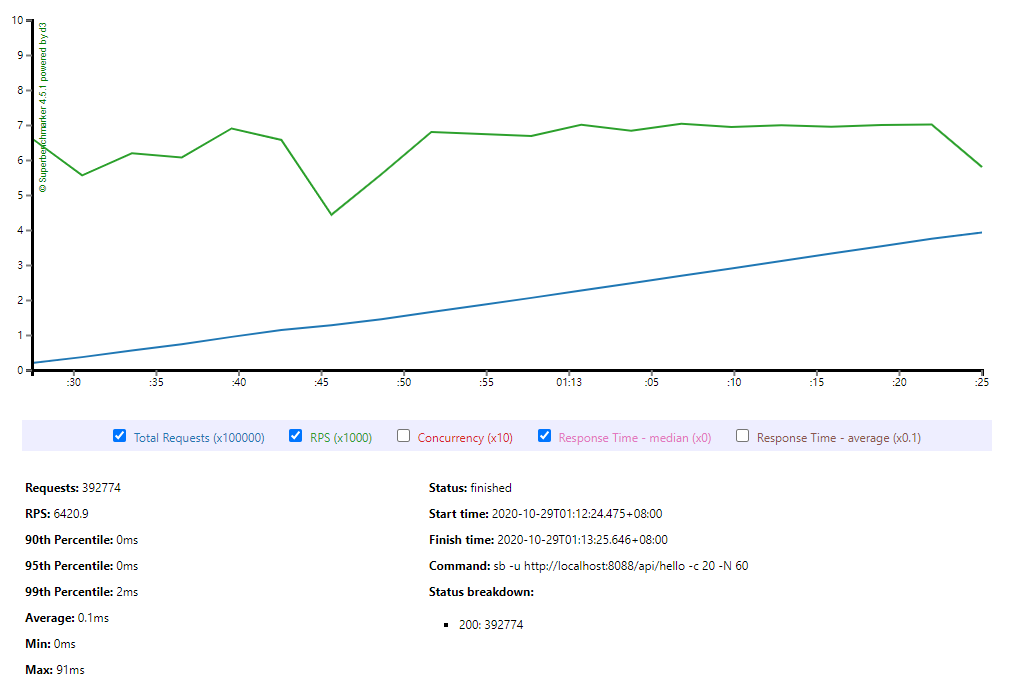 10
9
8
7
6
5
4
3
2
1
0
© Superbenchmarker 4.5.1 powered by d3
:30 :35 :40 :45 :50 :55 01:13 :05 :10 :15 :20 :25
Total Requests (x100000) RPS (x1000) Concurrency (x10) Response Time - median (x0) Response Time - average (x0.1)
Requests: 392774
RPS: 6420.9
90th Percentile: 0ms
95th Percentile: 0ms
99th Percentile: 2ms
Average: 0.1ms
Min: 0ms
Max: 91ms
Status: finished
Start time: 2020-10-29T01:12:24.475+08:00
Finish time: 2020-10-29T01:13:25.646+08:00
Command: sb -u http://localhost:8088/api/hello -c 20 -N 60
Status breakdown:
200: 392774